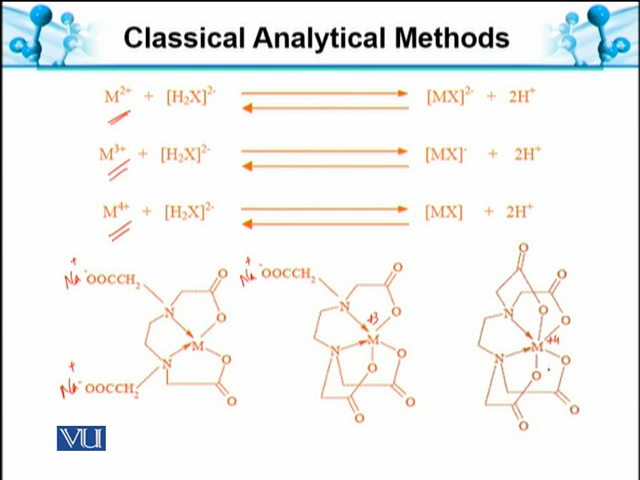 Classical Analytical Methods
M²⁺ + [H₂X]²⁻ [MX]²⁻ + 2H⁺
M³⁺ + [H₂X]²⁻ [MX]⁻ + 2H⁺
M⁴⁺ + [H₂X]²⁻ [MX] + 2H⁺
+ + O
Na ⁻OOCCH₂ O Na ⁻OOCCH₂ O O
N O N +3 O N O O
M M M +4
N O N O O N O O
+
Na ⁻OOCCH₂ O O O O O
VU